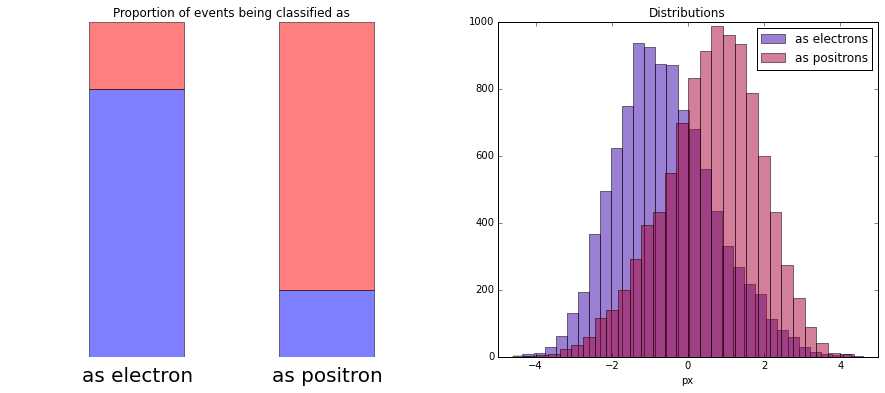 Proportion of events being classified as
as electron
as positron
Distributions
1000
800
600
400
200
0
as electrons
as positrons
−4 −2 0 2 4
px